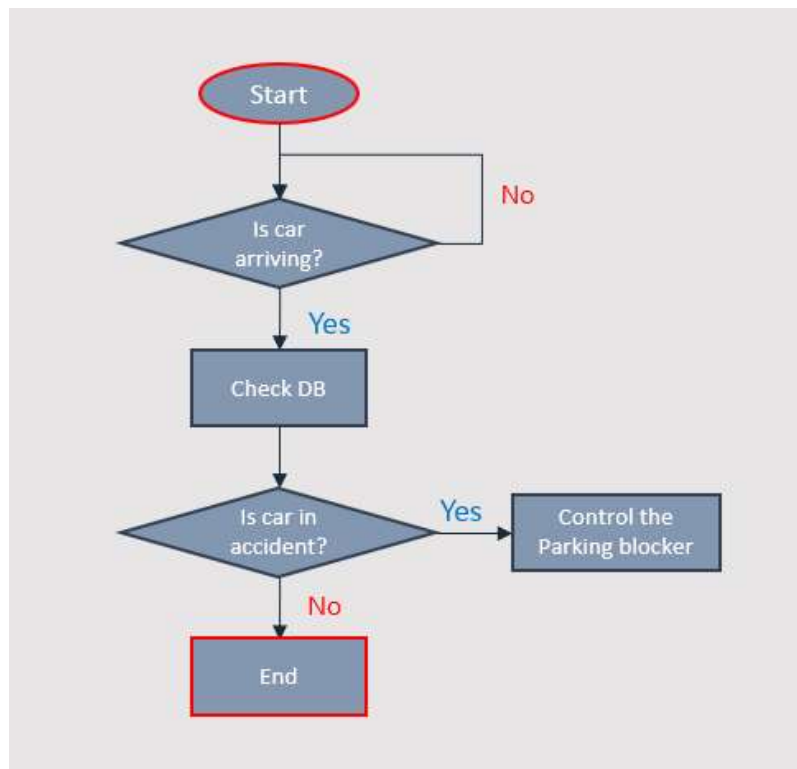 Start
No
Is car
arriving?
Yes
Check DB
Is car in
accident?
Yes
Control the
Parking blocker
No
End